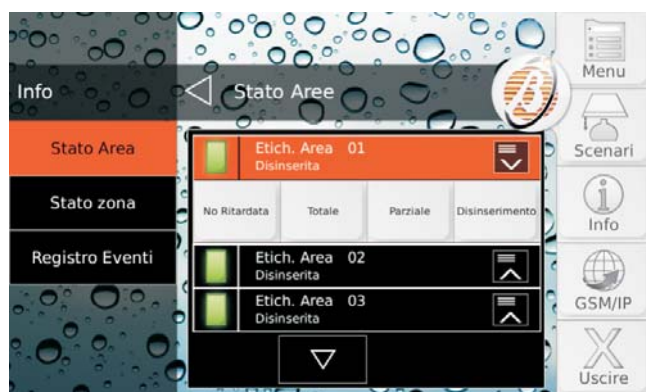 Menu
Info
Stato Aree
Stato Area
Etich. Area 01
Disinserita
Scenari
Stato zona
No Ritardata
Totale
Parziale
Disinserimento
Info
Registro Eventi
Etich. Area 02
Disinserita
Etich. Area 03
Disinserita
GSM/IP
Uscire